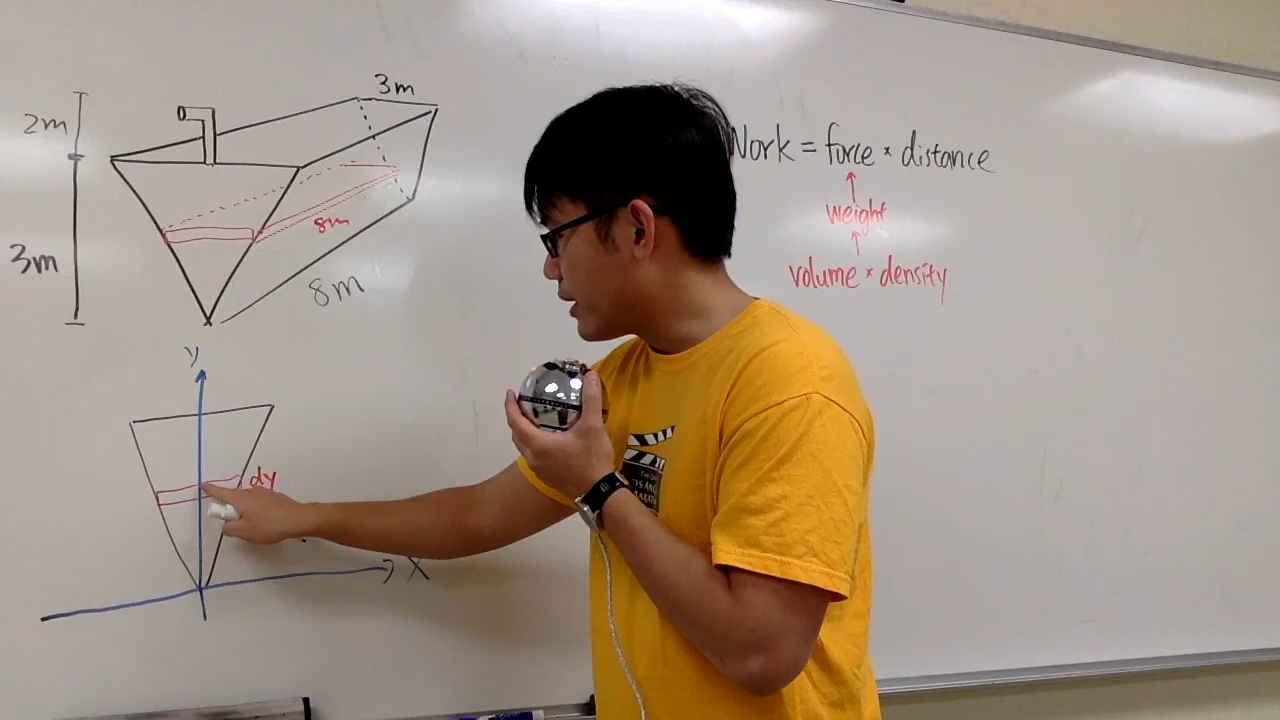 3m
2m
Work = force × distance
weight
8m
3m
volume × density
8m
y
dy
x